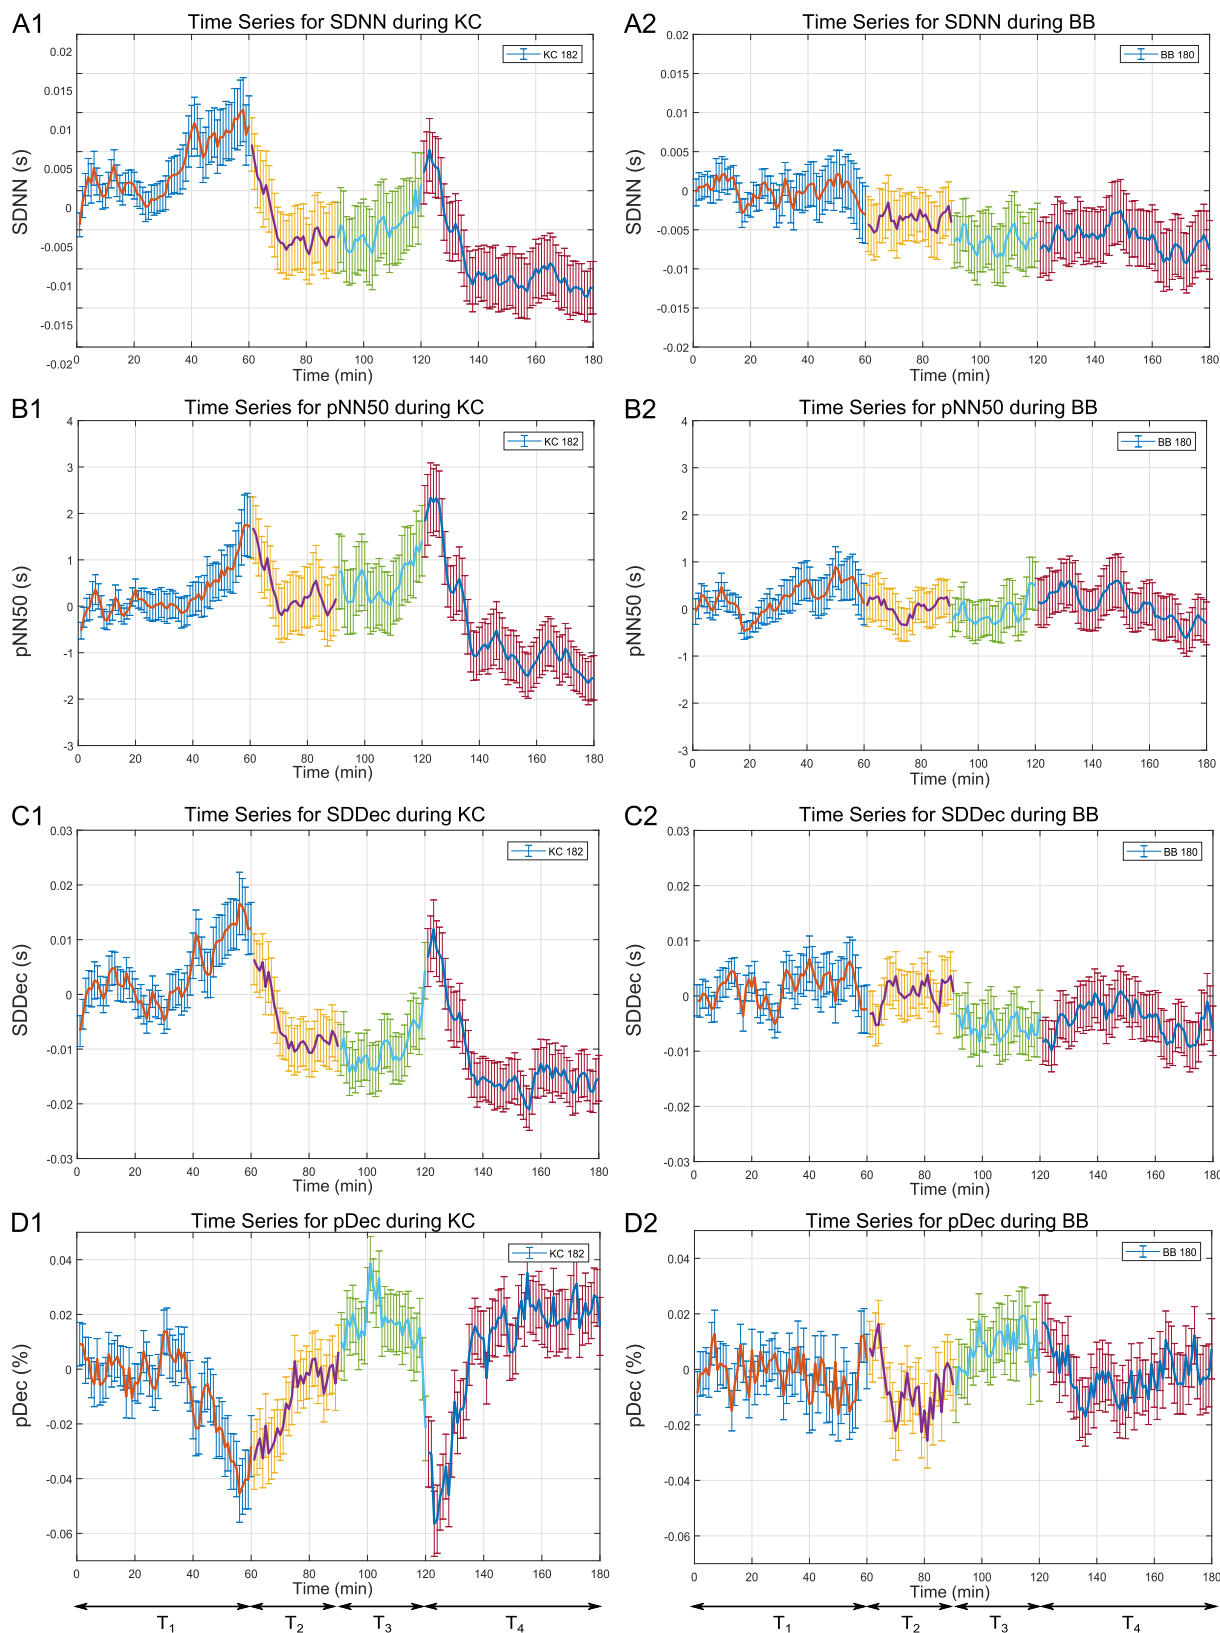 A1
Time Series for SDNN during KC
KC 182
SDNN (s)
0.02
0.015
0.01
0.005
0
-0.005
-0.01
-0.015
-0.02
0 20 40 60 80 100 120 140 160 180
Time (min)
A2
Time Series for SDNN during BB
BB 180
SDNN (s)
0.02
0.015
0.01
0.005
0
-0.005
-0.01
-0.015
-0.02
0 20 40 60 80 100 120 140 160 180
Time (min)
B1
Time Series for pNN50 during KC
KC 182
pNN50 (s)
4
3
2
1
0
-1
-2
-3
0 20 40 60 80 100 120 140 160 180
Time (min)
B2
Time Series for pNN50 during BB
BB 180
pNN50 (s)
4
3
2
1
0
-1
-2
-3
0 20 40 60 80 100 120 140 160 180
Time (min)
C1
Time Series for SDDec during KC
KC 182
SDDec (s)
0.03
0.02
0.01
0
-0.01
-0.02
-0.03
0 20 40 60 80 100 120 140 160 180
Time (min)
C2
Time Series for SDDec during BB
BB 180
SDDec (s)
0.03
0.02
0.01
0
-0.01
-0.02
-0.03
0 20 40 60 80 100 120 140 160 180
Time (min)
D1
Time Series for pDec during KC
KC 182
pDec (%)
0.04
0.02
0
-0.02
-0.04
-0.06
0 20 40 60 80 100 120 140 160 180
Time (min)
T1 T2 T3 T4
D2
Time Series for pDec during BB
BB 180
pDec (%)
0.04
0.02
0
-0.02
-0.04
-0.06
0 20 40 60 80 100 120 140 160 180
Time (min)
T1 T2 T3 T4